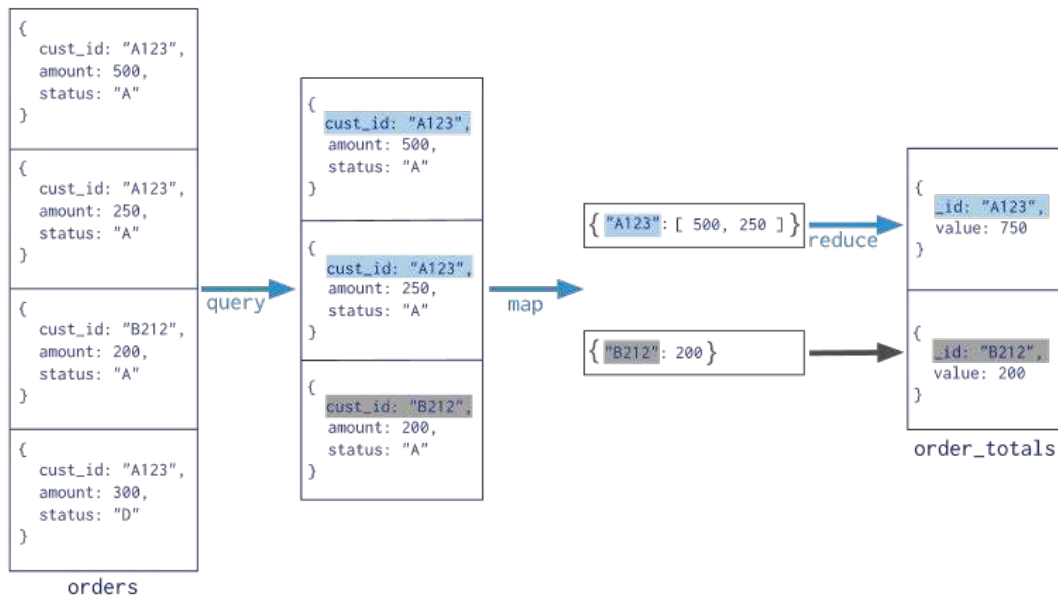 {
cust_id: "A123",
amount: 500,
status: "A"
}
{
cust_id: "A123",
amount: 250,
status: "A"
}
{
cust_id: "B212",
amount: 200,
status: "A"
}
{
cust_id: "A123",
amount: 300,
status: "D"
}
orders
query
{
cust_id: "A123",
amount: 500,
status: "A"
}
{
cust_id: "A123",
amount: 250,
status: "A"
}
{
cust_id: "B212",
amount: 200,
status: "A"
}
map
{"A123": [ 500, 250 ]}
{"B212": 200}
reduce
{
_id: "A123",
value: 750
}
{
_id: "B212",
value: 200
}
order_totals